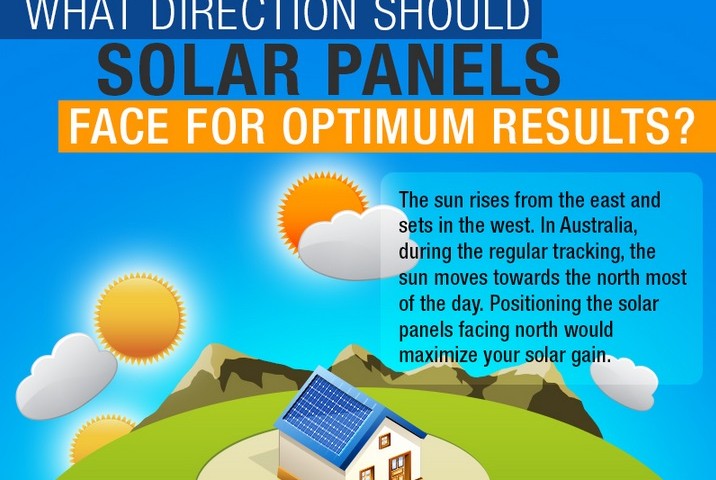 WHAT DIRECTION SHOULD
SOLAR PANELS
FACE FOR OPTIMUM RESULTS?
The sun rises from the east and
sets in the west. In Australia,
during the regular tracking, the
sun moves towards the north most
of the day. Positioning the solar
panels facing north would
maximize your solar gain.